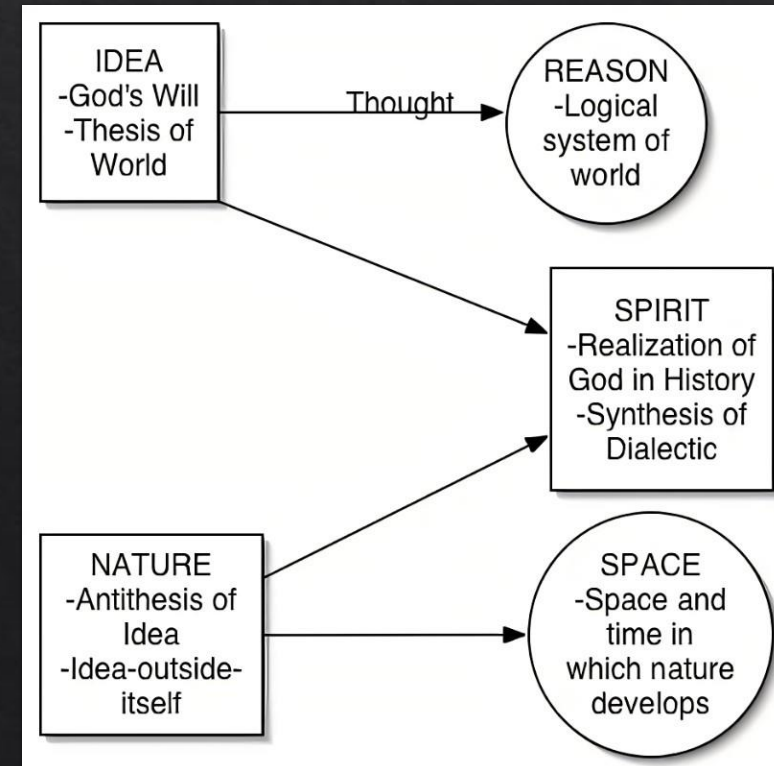 IDEA
-God's Will
-Thesis of
World
Thought
REASON
-Logical
system of
world
SPIRIT
-Realization of
God in History
-Synthesis of
Dialectic
NATURE
-Antithesis of
Idea
-Idea-outside-
itself
SPACE
-Space and
time in
which nature
develops